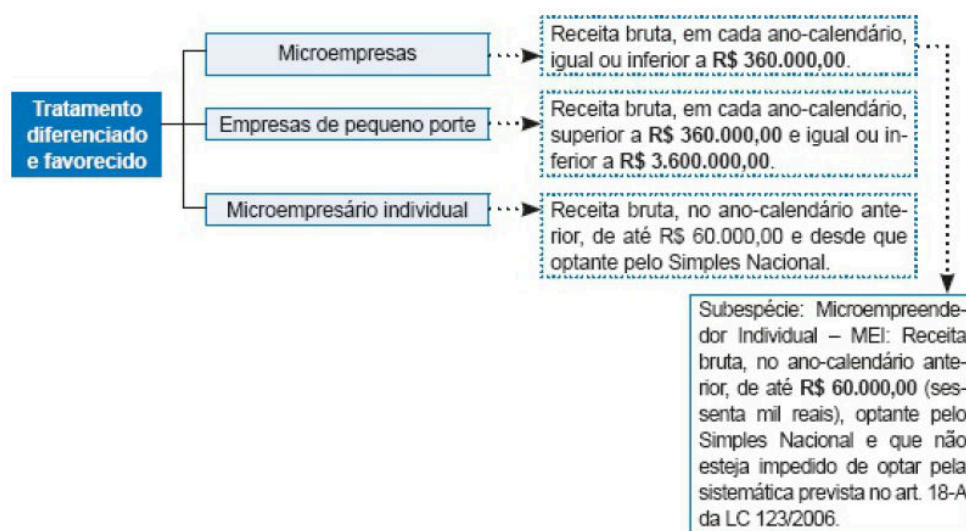 Tratamento
diferenciado
e favorecido
Microempresas
Receita bruta, em cada ano-calendário,
igual ou inferior a R$ 360.000,00.
Empresas de pequeno porte
Receita bruta, em cada ano-calendário,
superior a R$ 360.000,00 e igual ou in-
ferior a R$ 3.600.000,00.
Microempresário individual
Receita bruta, no ano-calendário ante-
rior, de até R$ 60.000,00 e desde que
optante pelo Simples Nacional.
Subespécie: Microempreende-
dor Individual – MEI: Receita
bruta, no ano-calendário ante-
rior, de até R$ 60.000,00 (ses-
senta mil reais), optante pelo
Simples Nacional e que não
esteja impedido de optar pela
sistemática prevista no art. 18-A
da LC 123/2006.